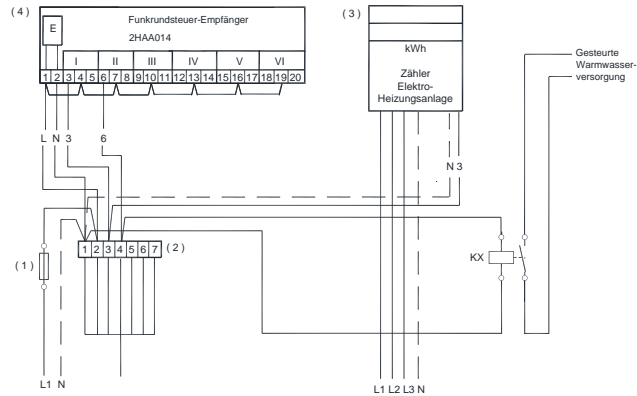 ( 4 )
E
Funkrundsteuer-Empfänger
2HAA014
I II III IV V VI
1 2 3 4 5 6 7 8 9 10 11 12 13 14 15 16 17 18 19 20
L N 3 6
( 3 )
kWh
Zähler
Elektro-
Heizungsanlage
N 3
Gesteurte
Warmwasser-
versorgung
1 2 3 4 5 6 7
( 2 )
( 1 )
KX
L1 N
L1 L2 L3 N